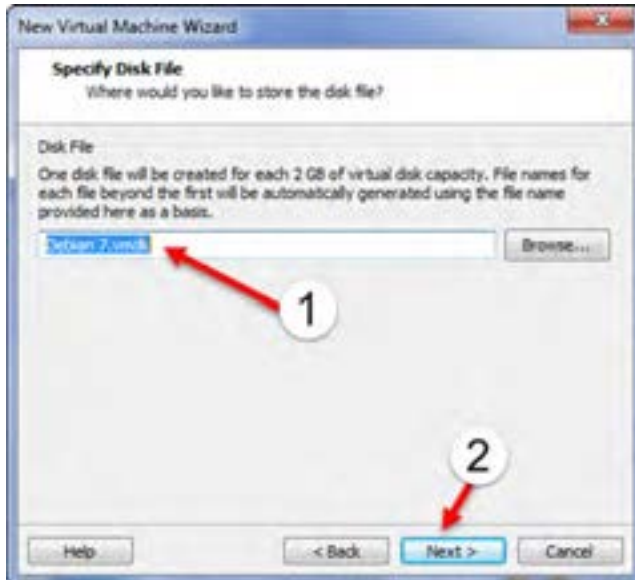 New Virtual Machine Wizard
Specify Disk File
Where would you like to store the disk file?
Disk File
One disk file will be created for each 2 GB of virtual disk capacity. File names for
each file beyond the first will be automatically generated using the file name
provided here as a basis.
Debian 7.vmdk
Browse...
1
2
Help
< Back
Next >
Cancel